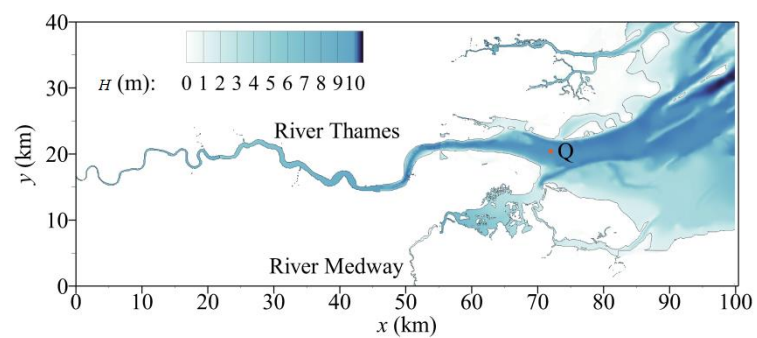 40
30
20
10
0
y (km)
H (m): 0 1 2 3 4 5 6 7 8 9 10
River Thames
Q
River Medway
0 10 20 30 40 50 60 70 80 90 100
x (km)